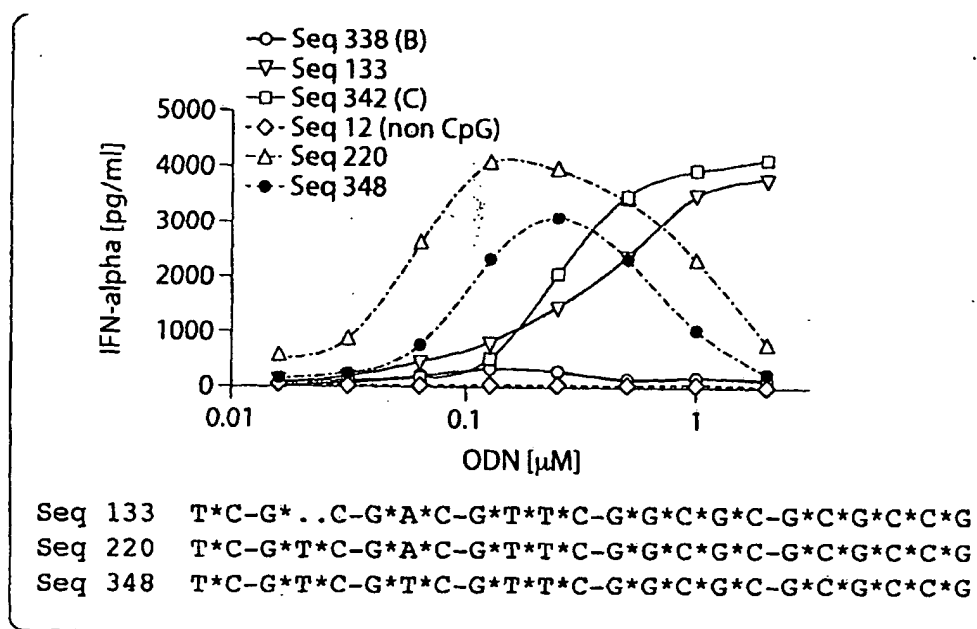 Seq 338 (B)
Seq 133
Seq 342 (C)
Seq 12 (non CpG)
Seq 220
Seq 348
5000
4000
3000
2000
1000
0
IFN-alpha [pg/ml]
0.01
0.1
1
ODN [µM]
Seq 133 T*C-G*..C-G*A*C-G*T*T*C-G*G*C*G*C-G*C*G*C*C*G
Seq 220 T*C-G*T*C-G*A*C-G*T*T*C-G*G*C*G*C-G*C*G*C*C*G
Seq 348 T*C-G*T*C-G*T*C-G*T*T*C-G*G*C*G*C-G*C*G*C*C*G